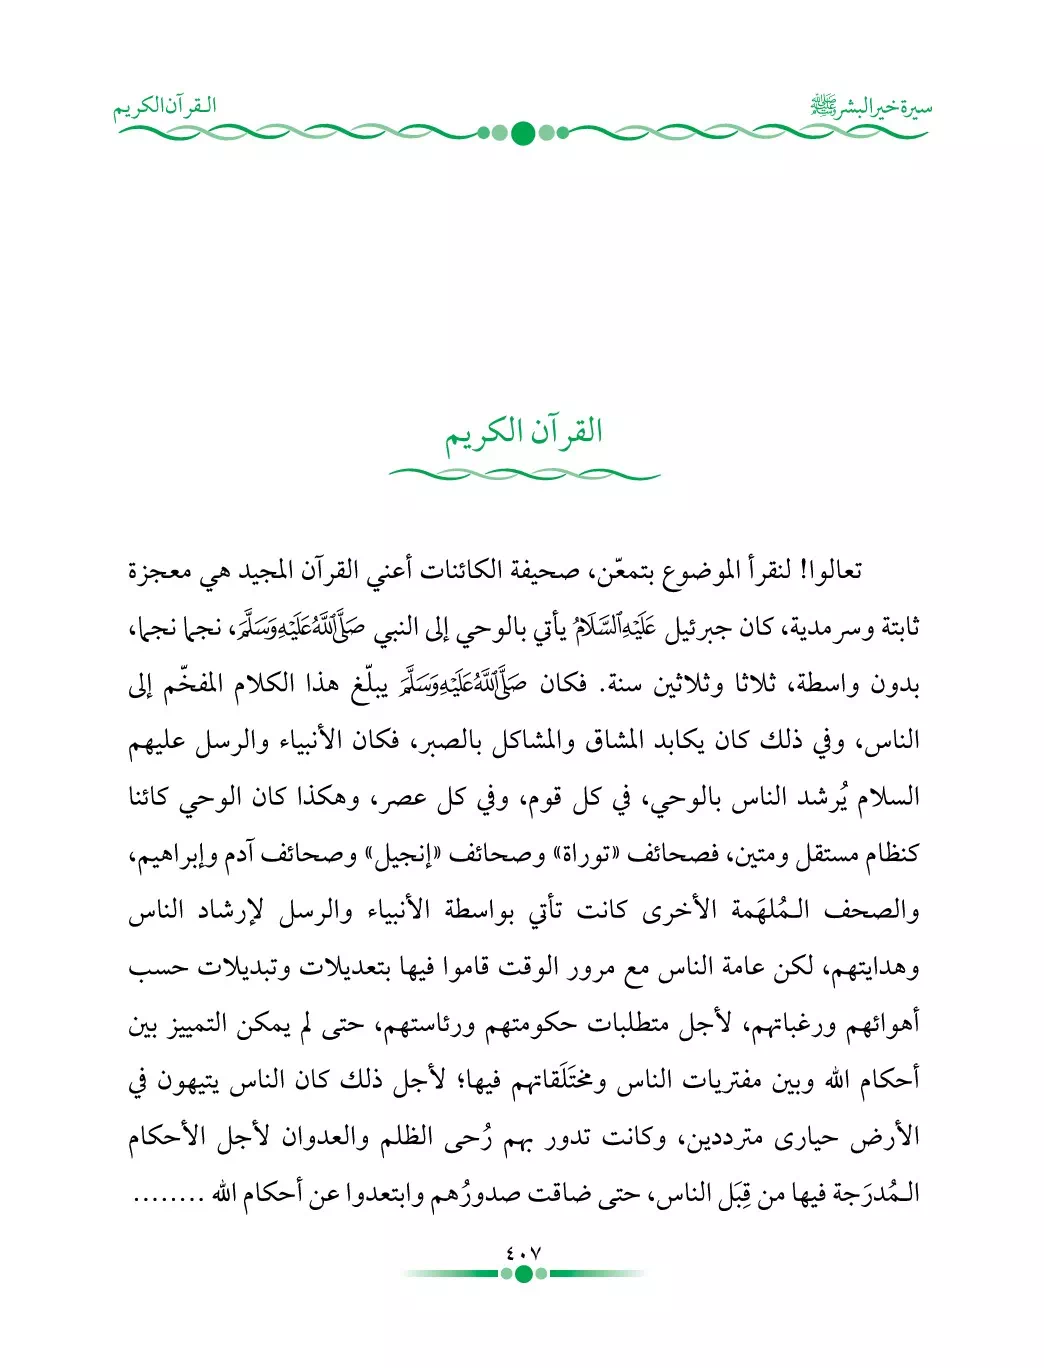 سيرة خير البشر ﷺ
الـقرآن الكريم
القرآن الكريم
تعالوا! لنقرأ الموضوع بتمعّن، صحيفة الكائنات أعني القرآن المجيد هي معجزة
ثابتة وسرمدية، كان جبرئيل عَلَيْهِ ٱلسَّلَامُ يأتي بالوحي إلى النبي صَلَّى ٱللَّهُ عَلَيْهِ وَسَلَّمَ، نجما نجما،
بدون واسطة، ثلاثا وثلاثين سنة. فكان صَلَّى ٱللَّهُ عَلَيْهِ وَسَلَّمَ يبلّغ هذا الكلام المفخّم إلى
الناس، وفي ذلك كان يكابد المشاق والمشاكل بالصبر، فكان الأنبياء والرسل عليهم
السلام يُرشد الناس بالوحي، في كل قوم، وفي كل عصر، وهكذا كان الوحي كائنا
كنظام مستقل ومتين، فصحائف «توراة» وصحائف «إنجيل» وصحائف آدم وإبراهيم،
والصحف الـمُلهَمة الأخرى كانت تأتي بواسطة الأنبياء والرسل لإرشاد الناس
وهدايتهم، لكن عامة الناس مع مرور الوقت قاموا فيها بتعديلات وتبديلات حسب
أهوائهم ورغباتهم، لأجل متطلبات حكومتهم ورئاستهم، حتى لم يمكن التمييز بين
أحكام الله وبين مفتريات الناس ومختَلَقاتهم فيها؛ لأجل ذلك كان الناس يتيهون في
الأرض حيارى مترددين، وكانت تدور بهم رُحى الظلم والعدوان لأجل الأحكام
الـمُدرَجة فيها من قِبَل الناس، حتى ضاقت صدورُهم وابتعدوا عن أحكام الله ........
٤٠٧